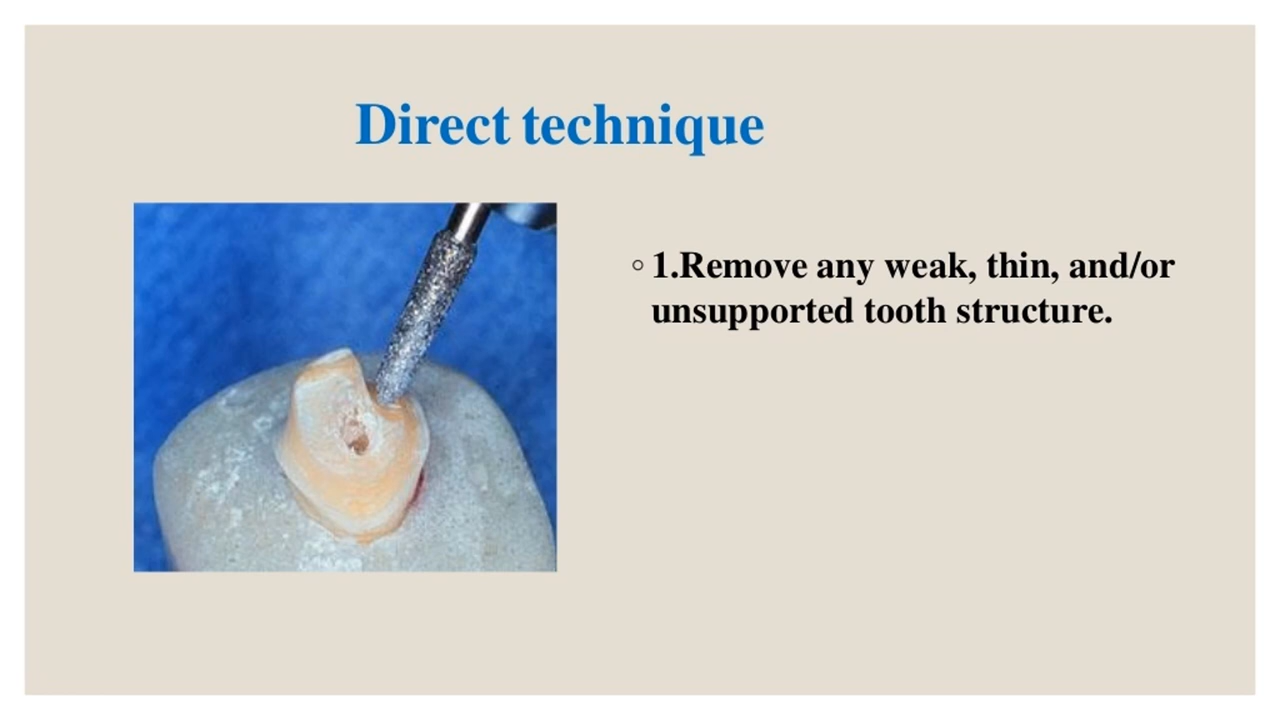 Direct technique
◦ 1.Remove any weak, thin, and/or
unsupported tooth structure.